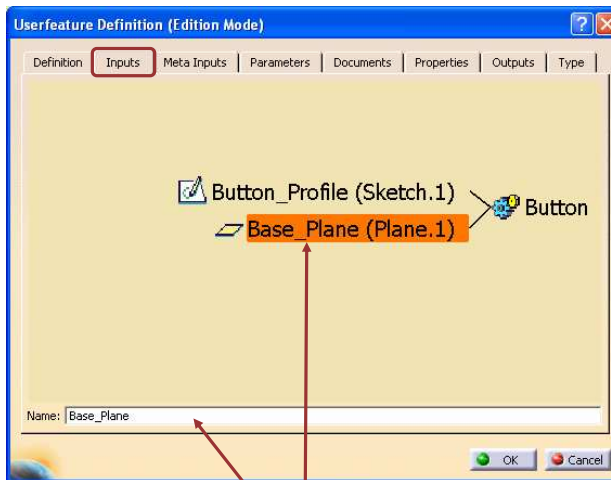 Userfeature Definition (Edition Mode)
Definition Inputs Meta Inputs Parameters Documents Properties Outputs Type
Button_Profile (Sketch.1)
Base_Plane (Plane.1)
Button
Name: Base_Plane
OK Cancel